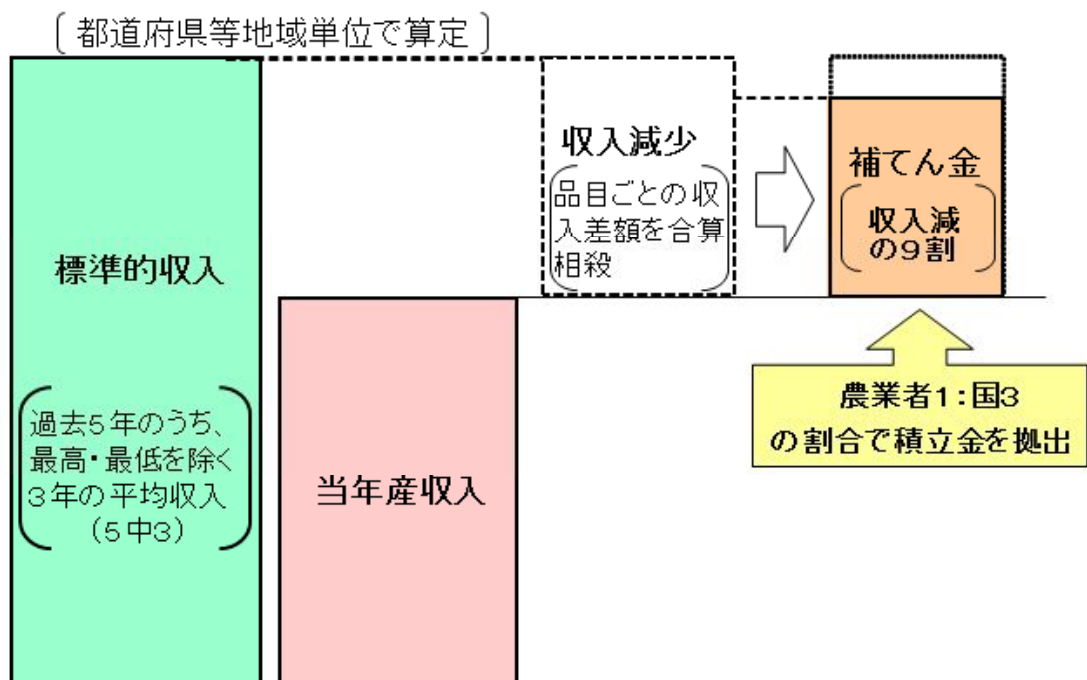 〔都道府県等地域単位で算定〕
標準的収入
過去5年のうち、
最高・最低を除く
3年の平均収入
(5中3)
当年産収入
収入減少
品目ごとの収
入差額を合算
相殺
補てん金
収入減
の9割
農業者1:国3
の割合で積立金を拠出